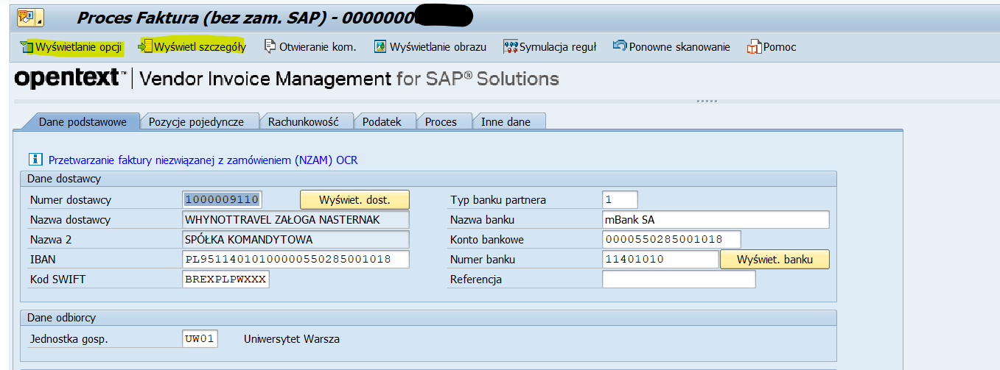 Proces Faktura (bez zam. SAP) - 0000000
Wyświetlanie opcji Wyświetl szczegóły Otwieranie kom. Wyświetlanie obrazu Symulacja reguł Ponowne skanowanie Pomoc
opentext™ | Vendor Invoice Management for SAP® Solutions
Dane podstawowe Pozycje pojedyncze Rachunkowość Podatek Proces Inne dane
Przetwarzanie faktury niezwiązanej z zamówieniem (NZAM) OCR
Dane dostawcy
Numer dostawcy 1000009110 Wyświet. dost. Typ banku partnera 1
Nazwa dostawcy WHYNOTTRAVEL ZAŁOGA NASTERNAK Nazwa banku mBank SA
Nazwa 2 SPÓŁKA KOMANDYTOWA Konto bankowe 0000550285001018
IBAN PL95114010100000550285001018 Numer banku 11401010 Wyświet. banku
Kod SWIFT BREXPLPWXXX Referencja
Dane odbiorcy
Jednostka gosp. UW01 Uniwersytet Warsza